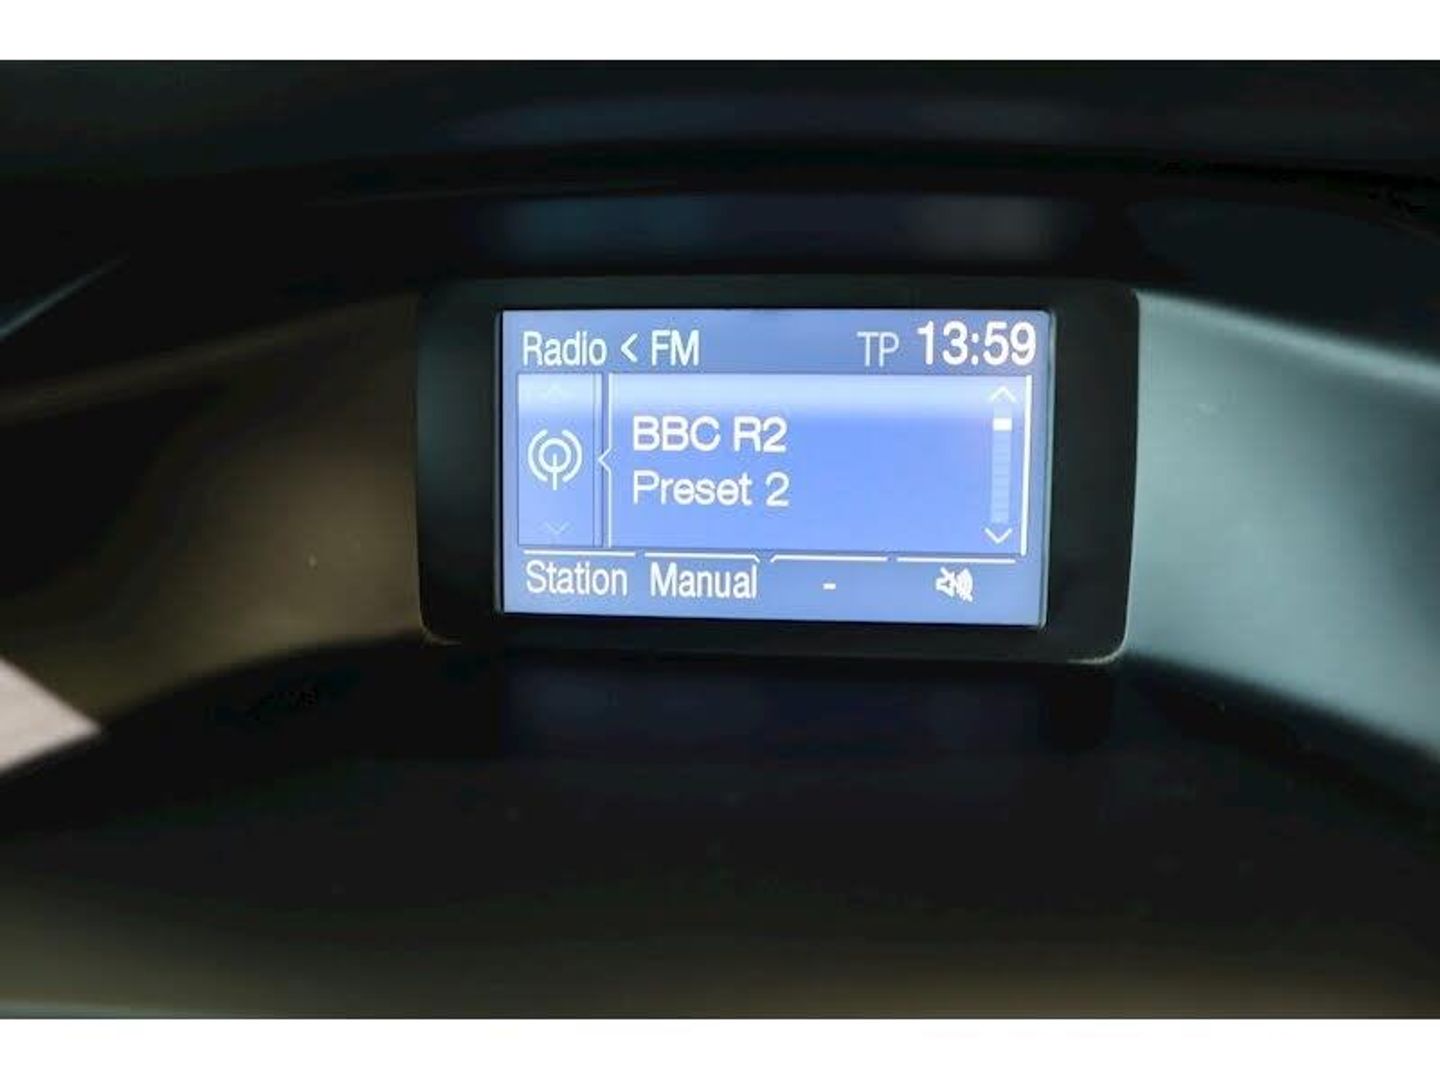 Radio < FM TP 13:59
BBC R2
Preset 2
Station Manual -